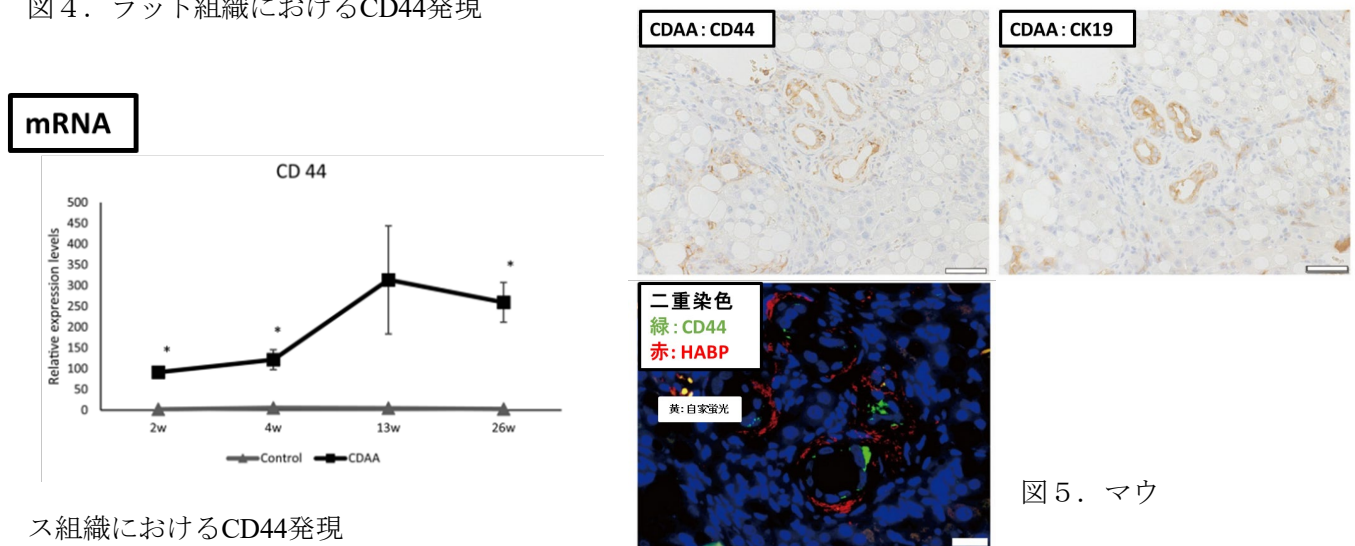 図４．ラット組織におけるCD44発現
mRNA
CD 44
Relative expression levels
500
450
400
350
300
250
200
150
100
50
0
*
*
*
2w
4w
13w
26w
Control
CDAA
CDAA：CD44
CDAA：CK19
二重染色
緑：CD44
赤：HABP
黄：自家蛍光
図５．マウ
ス組織におけるCD44発現